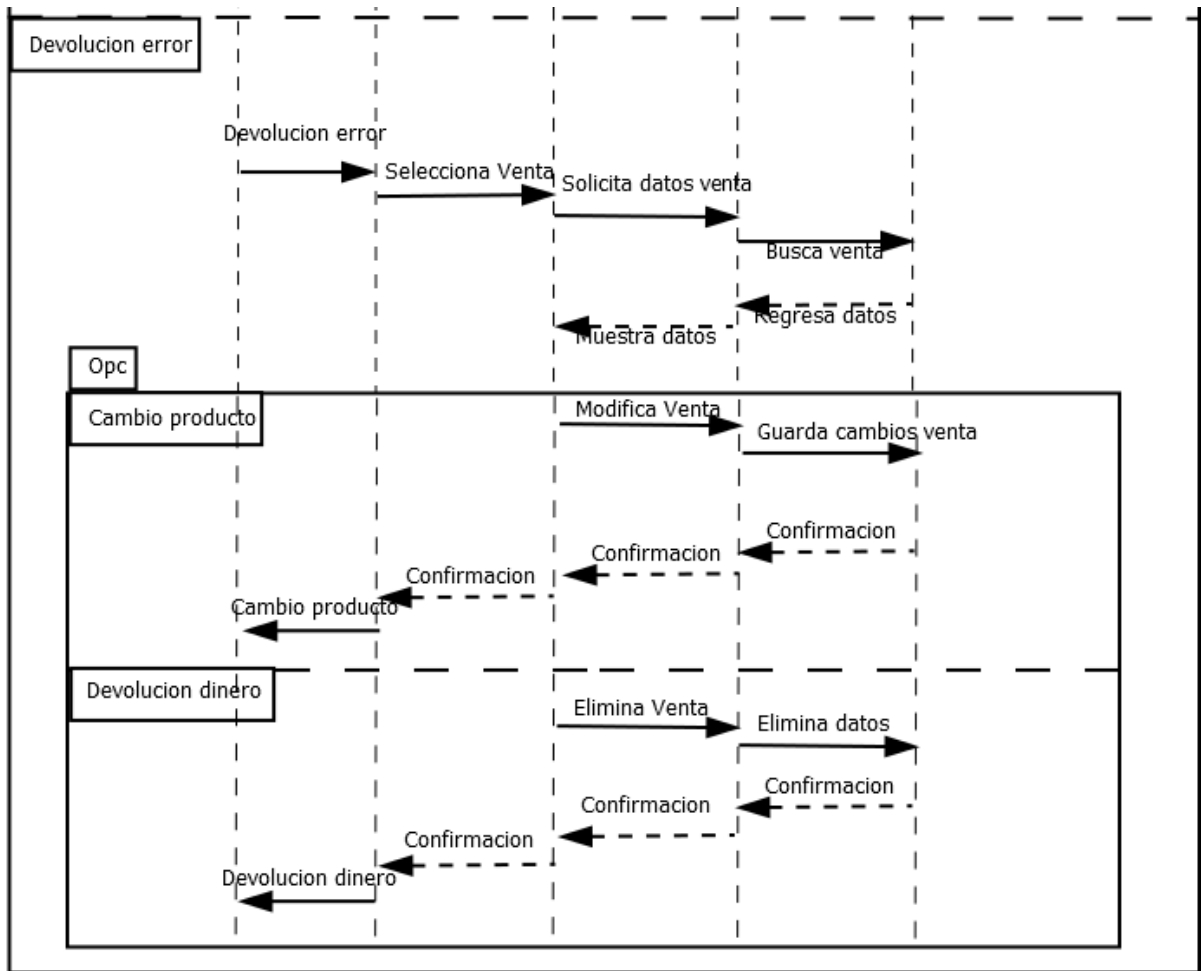 Devolucion error
Devolucion error
Selecciona Venta
Solicita datos venta
Busca venta
Regresa datos
Muestra datos
Opc
Cambio producto
Modifica Venta
Guarda cambios venta
Confirmacion
Confirmacion
Confirmacion
Cambio producto
Devolucion dinero
Elimina Venta
Elimina datos
Confirmacion
Confirmacion
Confirmacion
Devolucion dinero